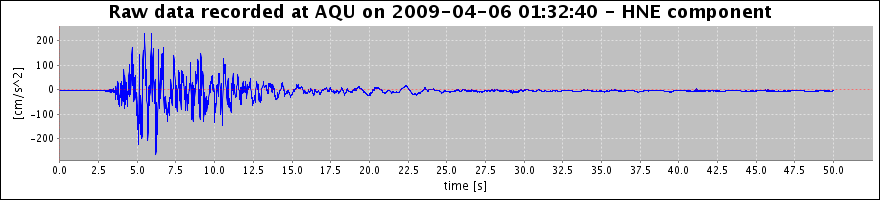 Raw data recorded at AQU on 2009-04-06 01:32:40 - HNE component
200
100
0
-100
-200
[cm/s^2]
0.0 2.5 5.0 7.5 10.0 12.5 15.0 17.5 20.0 22.5 25.0 27.5 30.0 32.5 35.0 37.5 40.0 42.5 45.0 47.5 50.0
time [s]